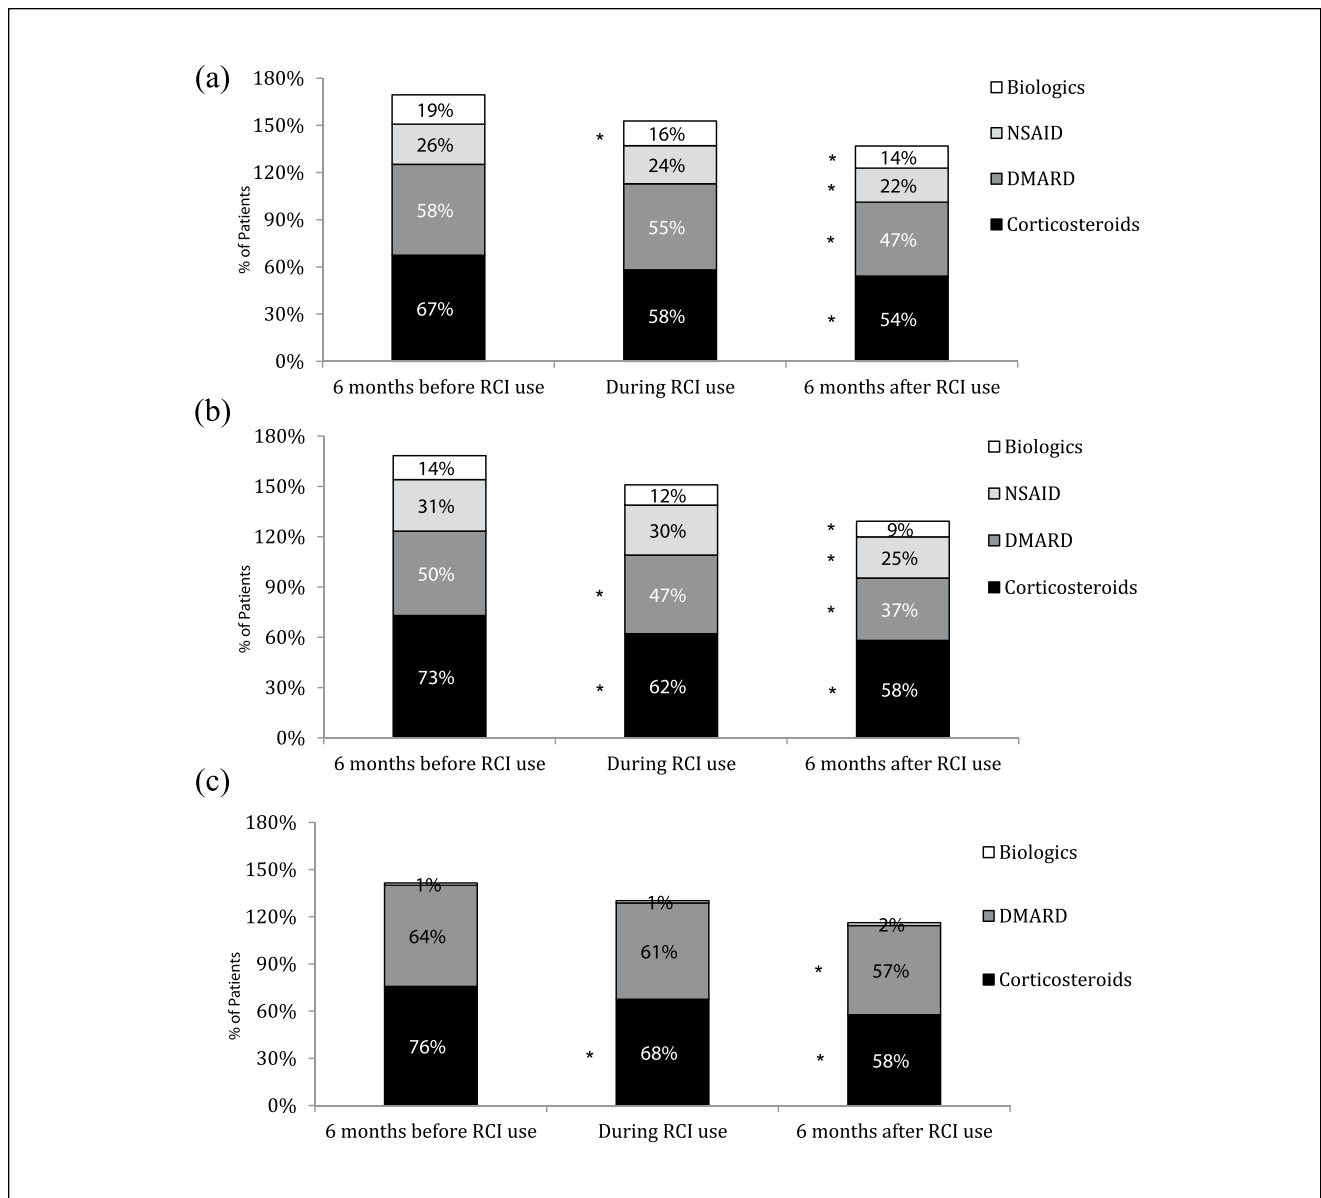 (a)
180%
150%
120%
90%
60%
30%
0%
% of Patients
19%
26%
58%
67%
*
16%
24%
55%
58%
*
14%
*
22%
*
47%
*
54%
6 months before RCI use
During RCI use
6 months after RCI use
Biologics
NSAID
DMARD
Corticosteroids
(b)
180%
150%
120%
90%
60%
30%
0%
% of Patients
14%
31%
50%
73%
12%
30%
*
47%
*
62%
*
9%
*
25%
*
37%
*
58%
6 months before RCI use
During RCI use
6 months after RCI use
Biologics
NSAID
DMARD
Corticosteroids
(c)
180%
150%
120%
90%
60%
30%
0%
% of Patients
1%
64%
76%
1%
61%
*
68%
2%
*
57%
*
58%
6 months before RCI use
During RCI use
6 months after RCI use
Biologics
DMARD
Corticosteroids